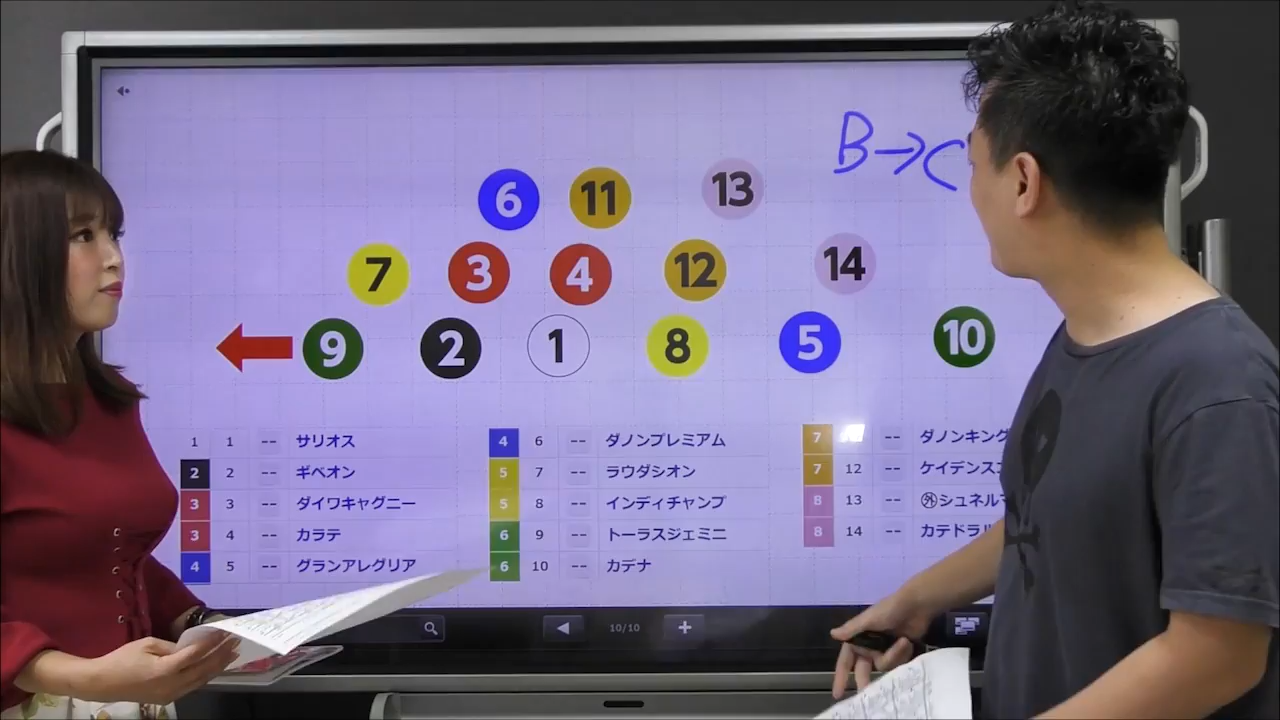 B→C
6 11 13
7 3 4 12 14
9 2 1 8 5 10
1 1 -- サリオス
2 2 -- ギベオン
3 3 -- ダイワキャグニー
3 4 -- カラテ
4 5 -- グランアレグリア
4 6 -- ダノンプレミアム
5 7 -- ラウダシオン
5 8 -- インディチャンプ
6 9 -- トーラスジェミニ
6 10 -- カデナ
7 -- ダノンキング
7 12 -- ケイデンスコ
8 13 -- ㊕シュネルマ
8 14 -- カテドラル
10/10